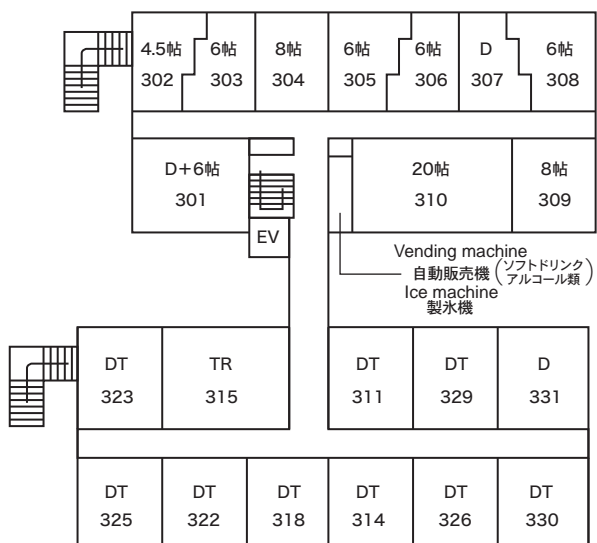 4.5帖 6帖 8帖 6帖 6帖 D 6帖
302 303 304 305 306 307 308
D＋6帖 20帖 8帖
301 310 309
EV
Vending machine
自動販売機（ソフトドリンク
アルコール類）
Ice machine
製氷機
DT TR DT DT D
323 315 311 329 331
DT DT DT DT DT DT
325 322 318 314 326 330